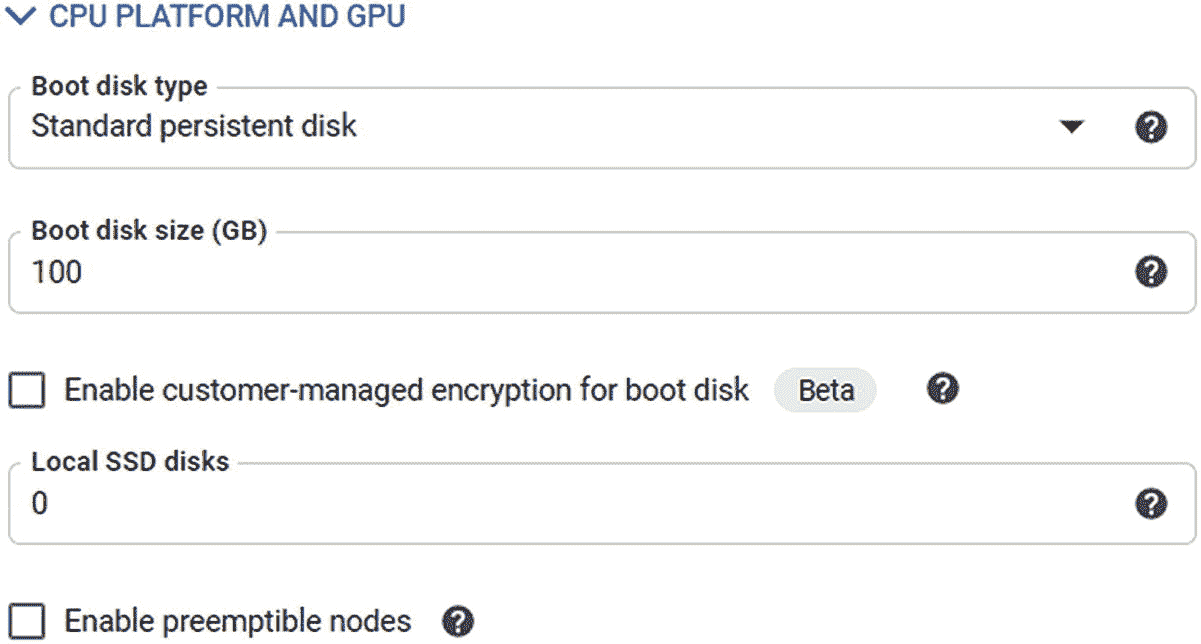 CPU PLATFORM AND GPU
Boot disk type
Standard persistent disk
Boot disk size (GB)
100
Enable customer-managed encryption for boot disk Beta
Local SSD disks
0
Enable preemptible nodes